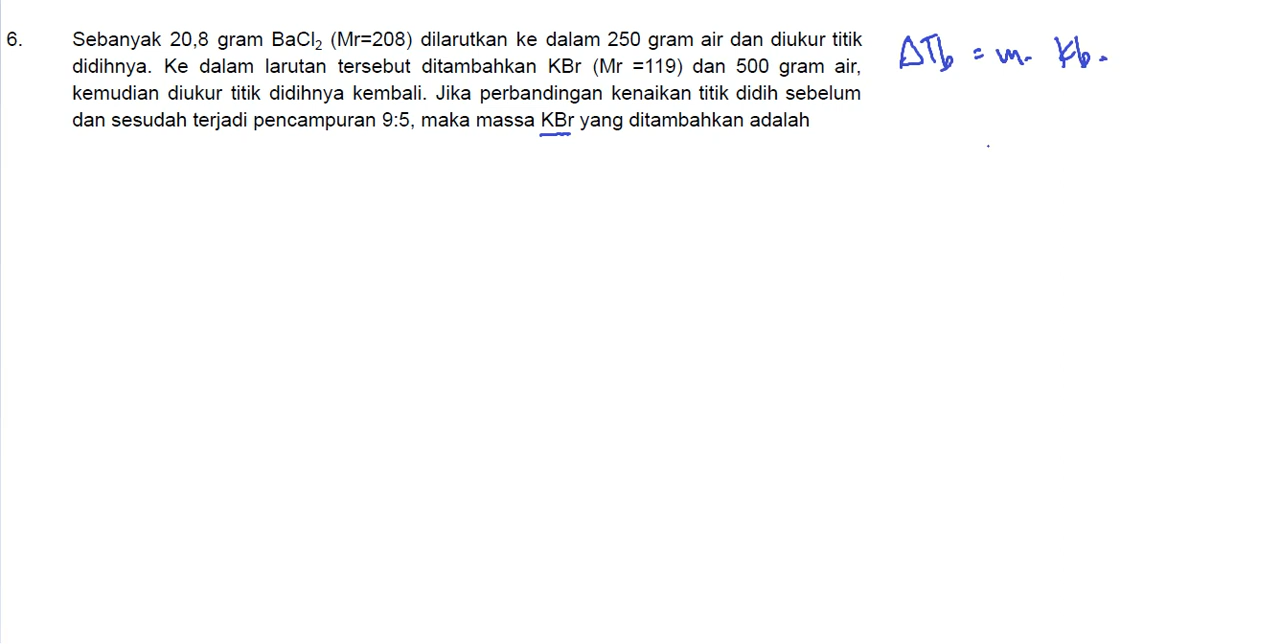 6. Sebanyak 20,8 gram BaCl₂ (Mr=208) dilarutkan ke dalam 250 gram air dan diukur titik
didihnya. Ke dalam larutan tersebut ditambahkan KBr (Mr =119) dan 500 gram air,
kemudian diukur titik didihnya kembali. Jika perbandingan kenaikan titik didih sebelum
dan sesudah terjadi pencampuran 9:5, maka massa KBr yang ditambahkan adalah
ΔTb = m. Kb.